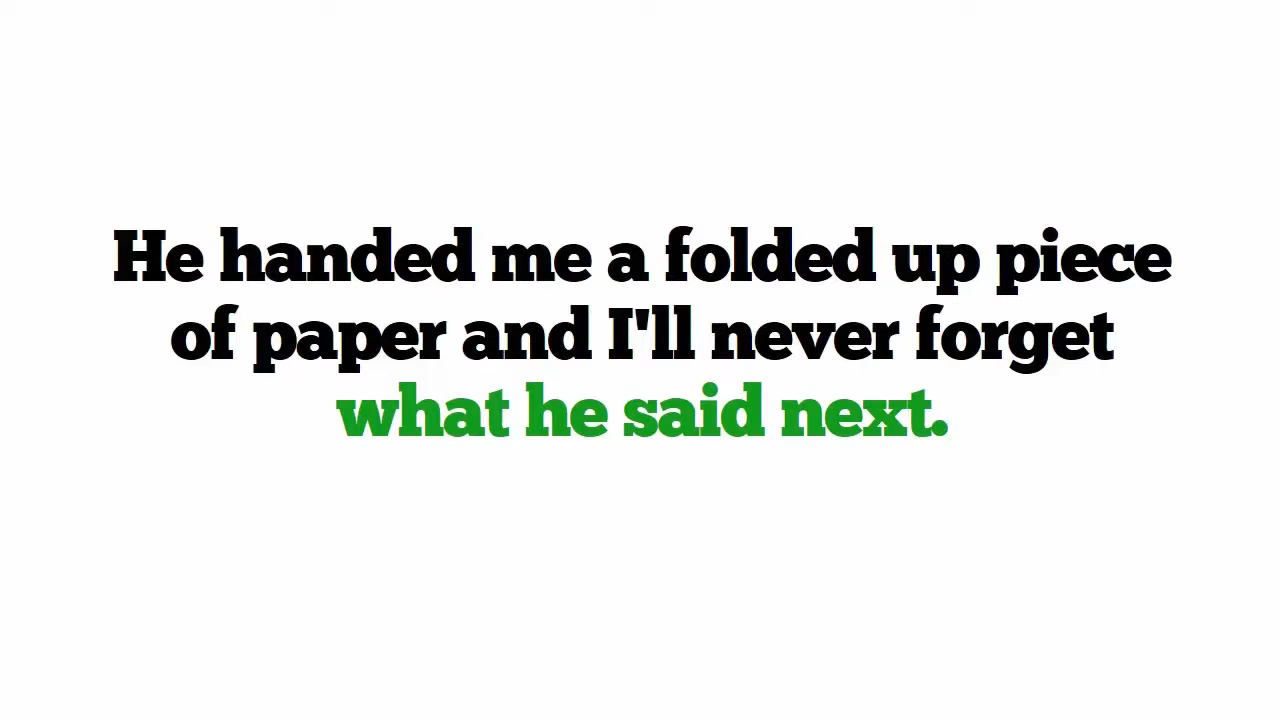 He handed me a folded up piece
of paper and I'll never forget
what he said next.